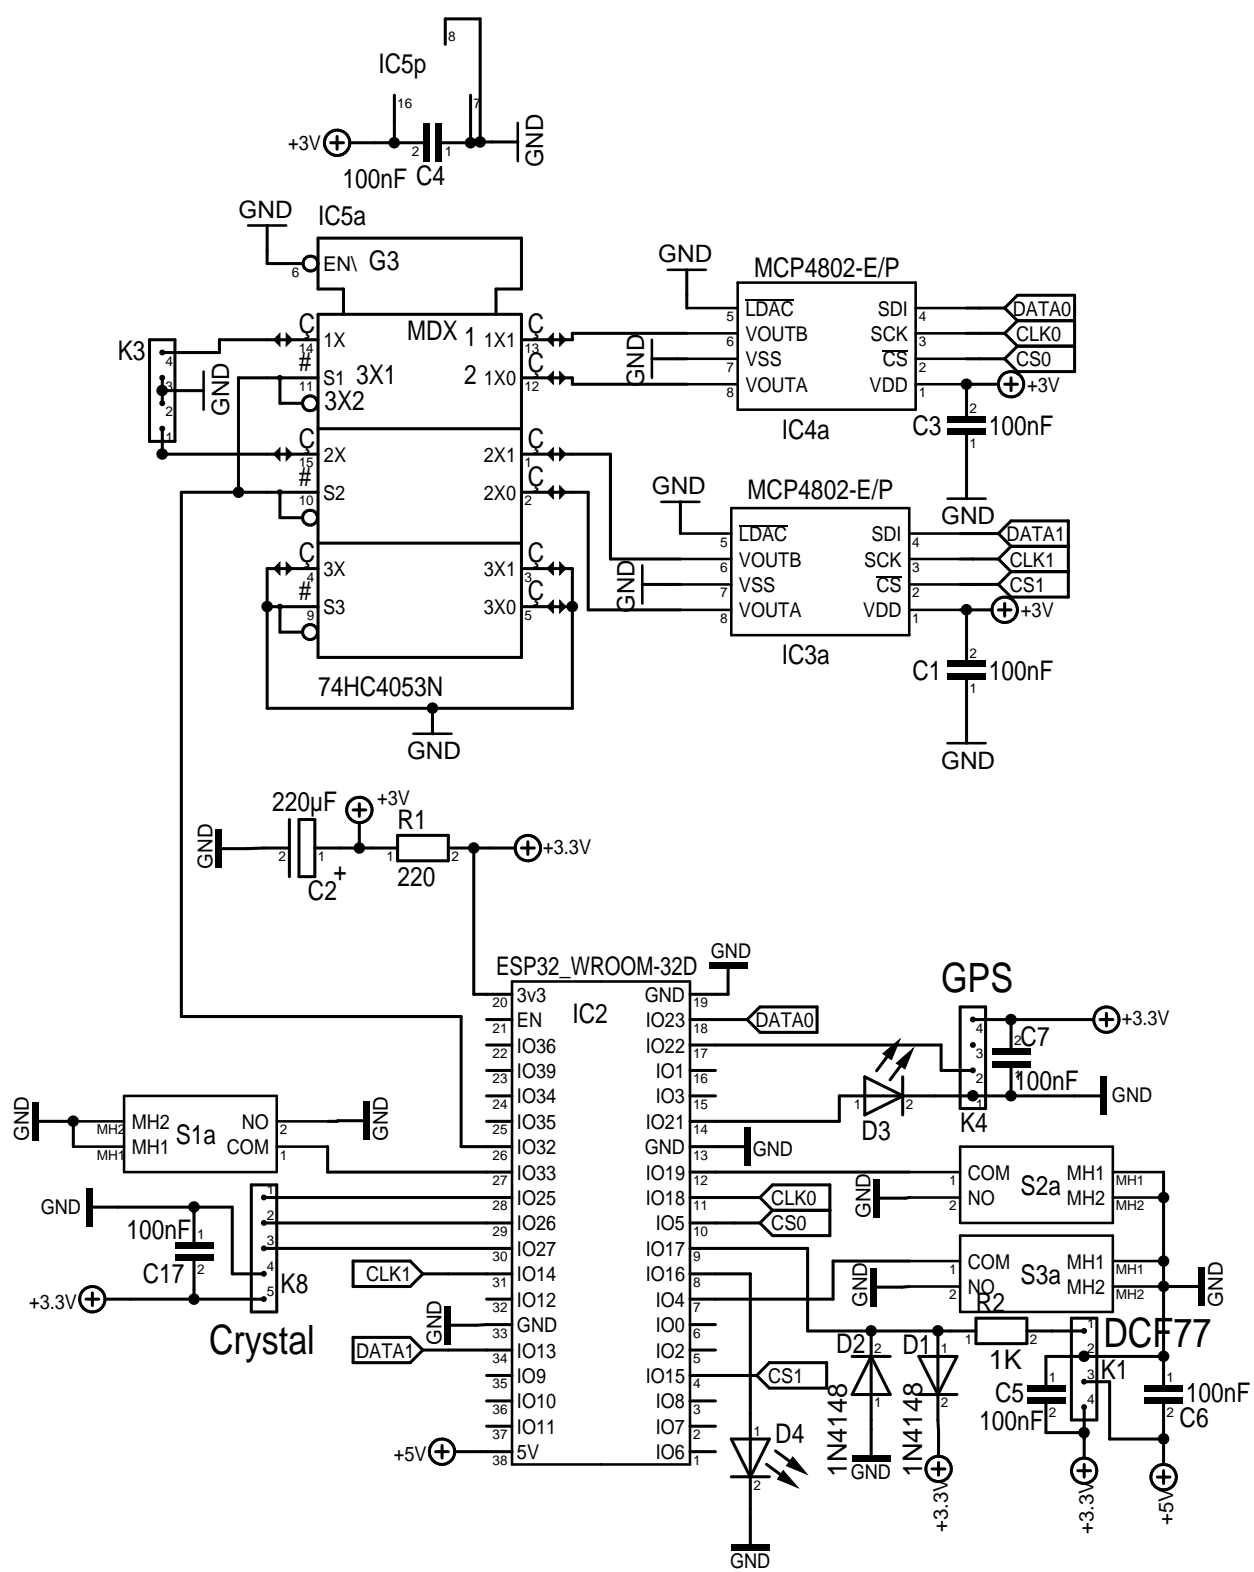 8
IC5p
16
7
+3V
2
1
GND
100nF
C4
GND
IC5a
6
EN\
G3
MDX
K3
4
3
2
1
GND
Ç
14
1X
1
1X1
Ç
13
#
11
S1
3X1
2
1X0
Ç
12
3X2
Ç
15
2X
2X1
Ç
1
#
10
S2
2X0
Ç
2
Ç
4
3X
3X1
Ç
3
#
9
S3
3X0
Ç
5
74HC4053N
GND
GND
MCP4802-E/P
5
LDAC
SDI
4
DATA0
6
VOUTB
SCK
3
CLK0
GND
7
VSS
CS
2
CS0
8
VOUTA
VDD
1
+3V
IC4a
C3
2
1
100nF
GND
GND
MCP4802-E/P
5
LDAC
SDI
4
DATA1
6
VOUTB
SCK
3
CLK1
GND
7
VSS
CS
2
CS1
8
VOUTA
VDD
1
+3V
IC3a
C1
2
1
100nF
GND
220µF
+3V
R1
GND
2
1
1
2
+3.3V
C2
+
220
ESP32_WROOM-32D
IC2
GND
20
3v3
GND
19
21
EN
IO23
18
DATA0
22
IO36
IO22
17
23
IO39
IO1
16
24
IO34
IO3
15
25
IO35
IO21
14
26
IO32
GND
13
GND
27
IO33
IO19
12
28
IO25
IO18
11
CLK0
29
IO26
IO5
10
CS0
30
IO27
IO17
9
CLK1
31
IO14
IO16
8
32
IO12
IO4
7
GND
33
GND
IO0
6
DATA1
34
IO13
IO2
5
35
IO9
IO15
4
CS1
36
IO10
IO8
3
37
IO11
IO7
2
+5V
38
5V
IO6
1
GND
MH2
MH2
NO
2
GND
MH1
MH1
S1a
COM
1
GND
100nF
1
C17
2
+3.3V
1
2
3
4
5
K8
Crystal
GPS
4
3
2
1
K4
2
C7
1
100nF
+3.3V
GND
1
2
D3
1
COM
S2a
MH1
MH1
GND
2
NO
MH2
MH2
1
COM
S3a
MH1
MH1
GND
2
NO
MH2
MH2
GND
R2
1
2
1K
D2
2
1
1N4148
GND
D1
1
2
1N4148
+3.3V
DCF77
1
2
3
4
K1
C5
1
2
100nF
+3.3V
1
2
100nF
C6
+5V
D4
1
2
GND